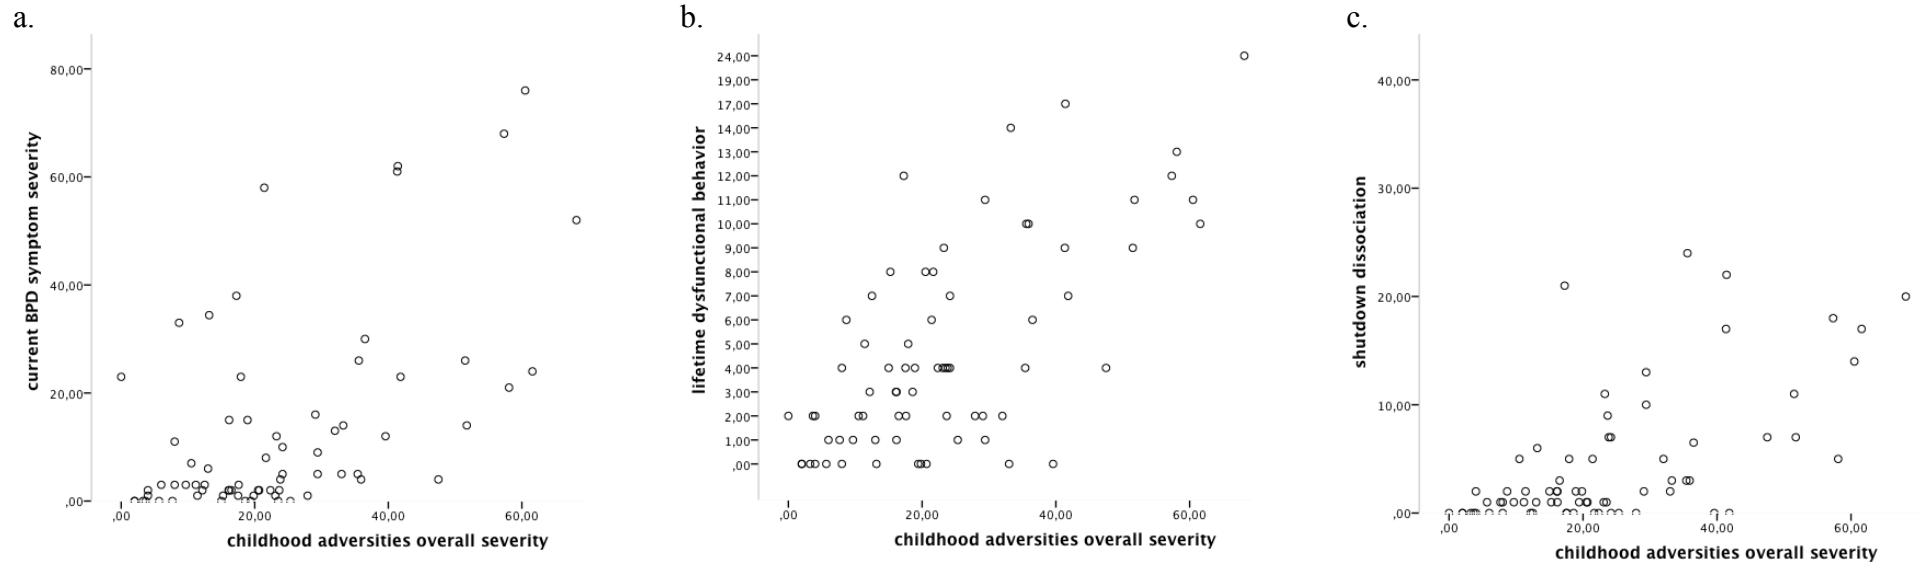 a.
80,00
60,00
40,00
20,00
,00
current BPD symptom severity
,00 20,00 40,00 60,00
childhood adversities overall severity
b.
24,00
19,00
17,00
14,00
13,00
12,00
11,00
10,00
9,00
8,00
7,00
6,00
5,00
4,00
3,00
2,00
1,00
,00
lifetime dysfunctional behavior
,00 20,00 40,00 60,00
childhood adversities overall severity
c.
40,00
30,00
20,00
10,00
,00
shutdown dissociation
,00 20,00 40,00 60,00
childhood adversities overall severity